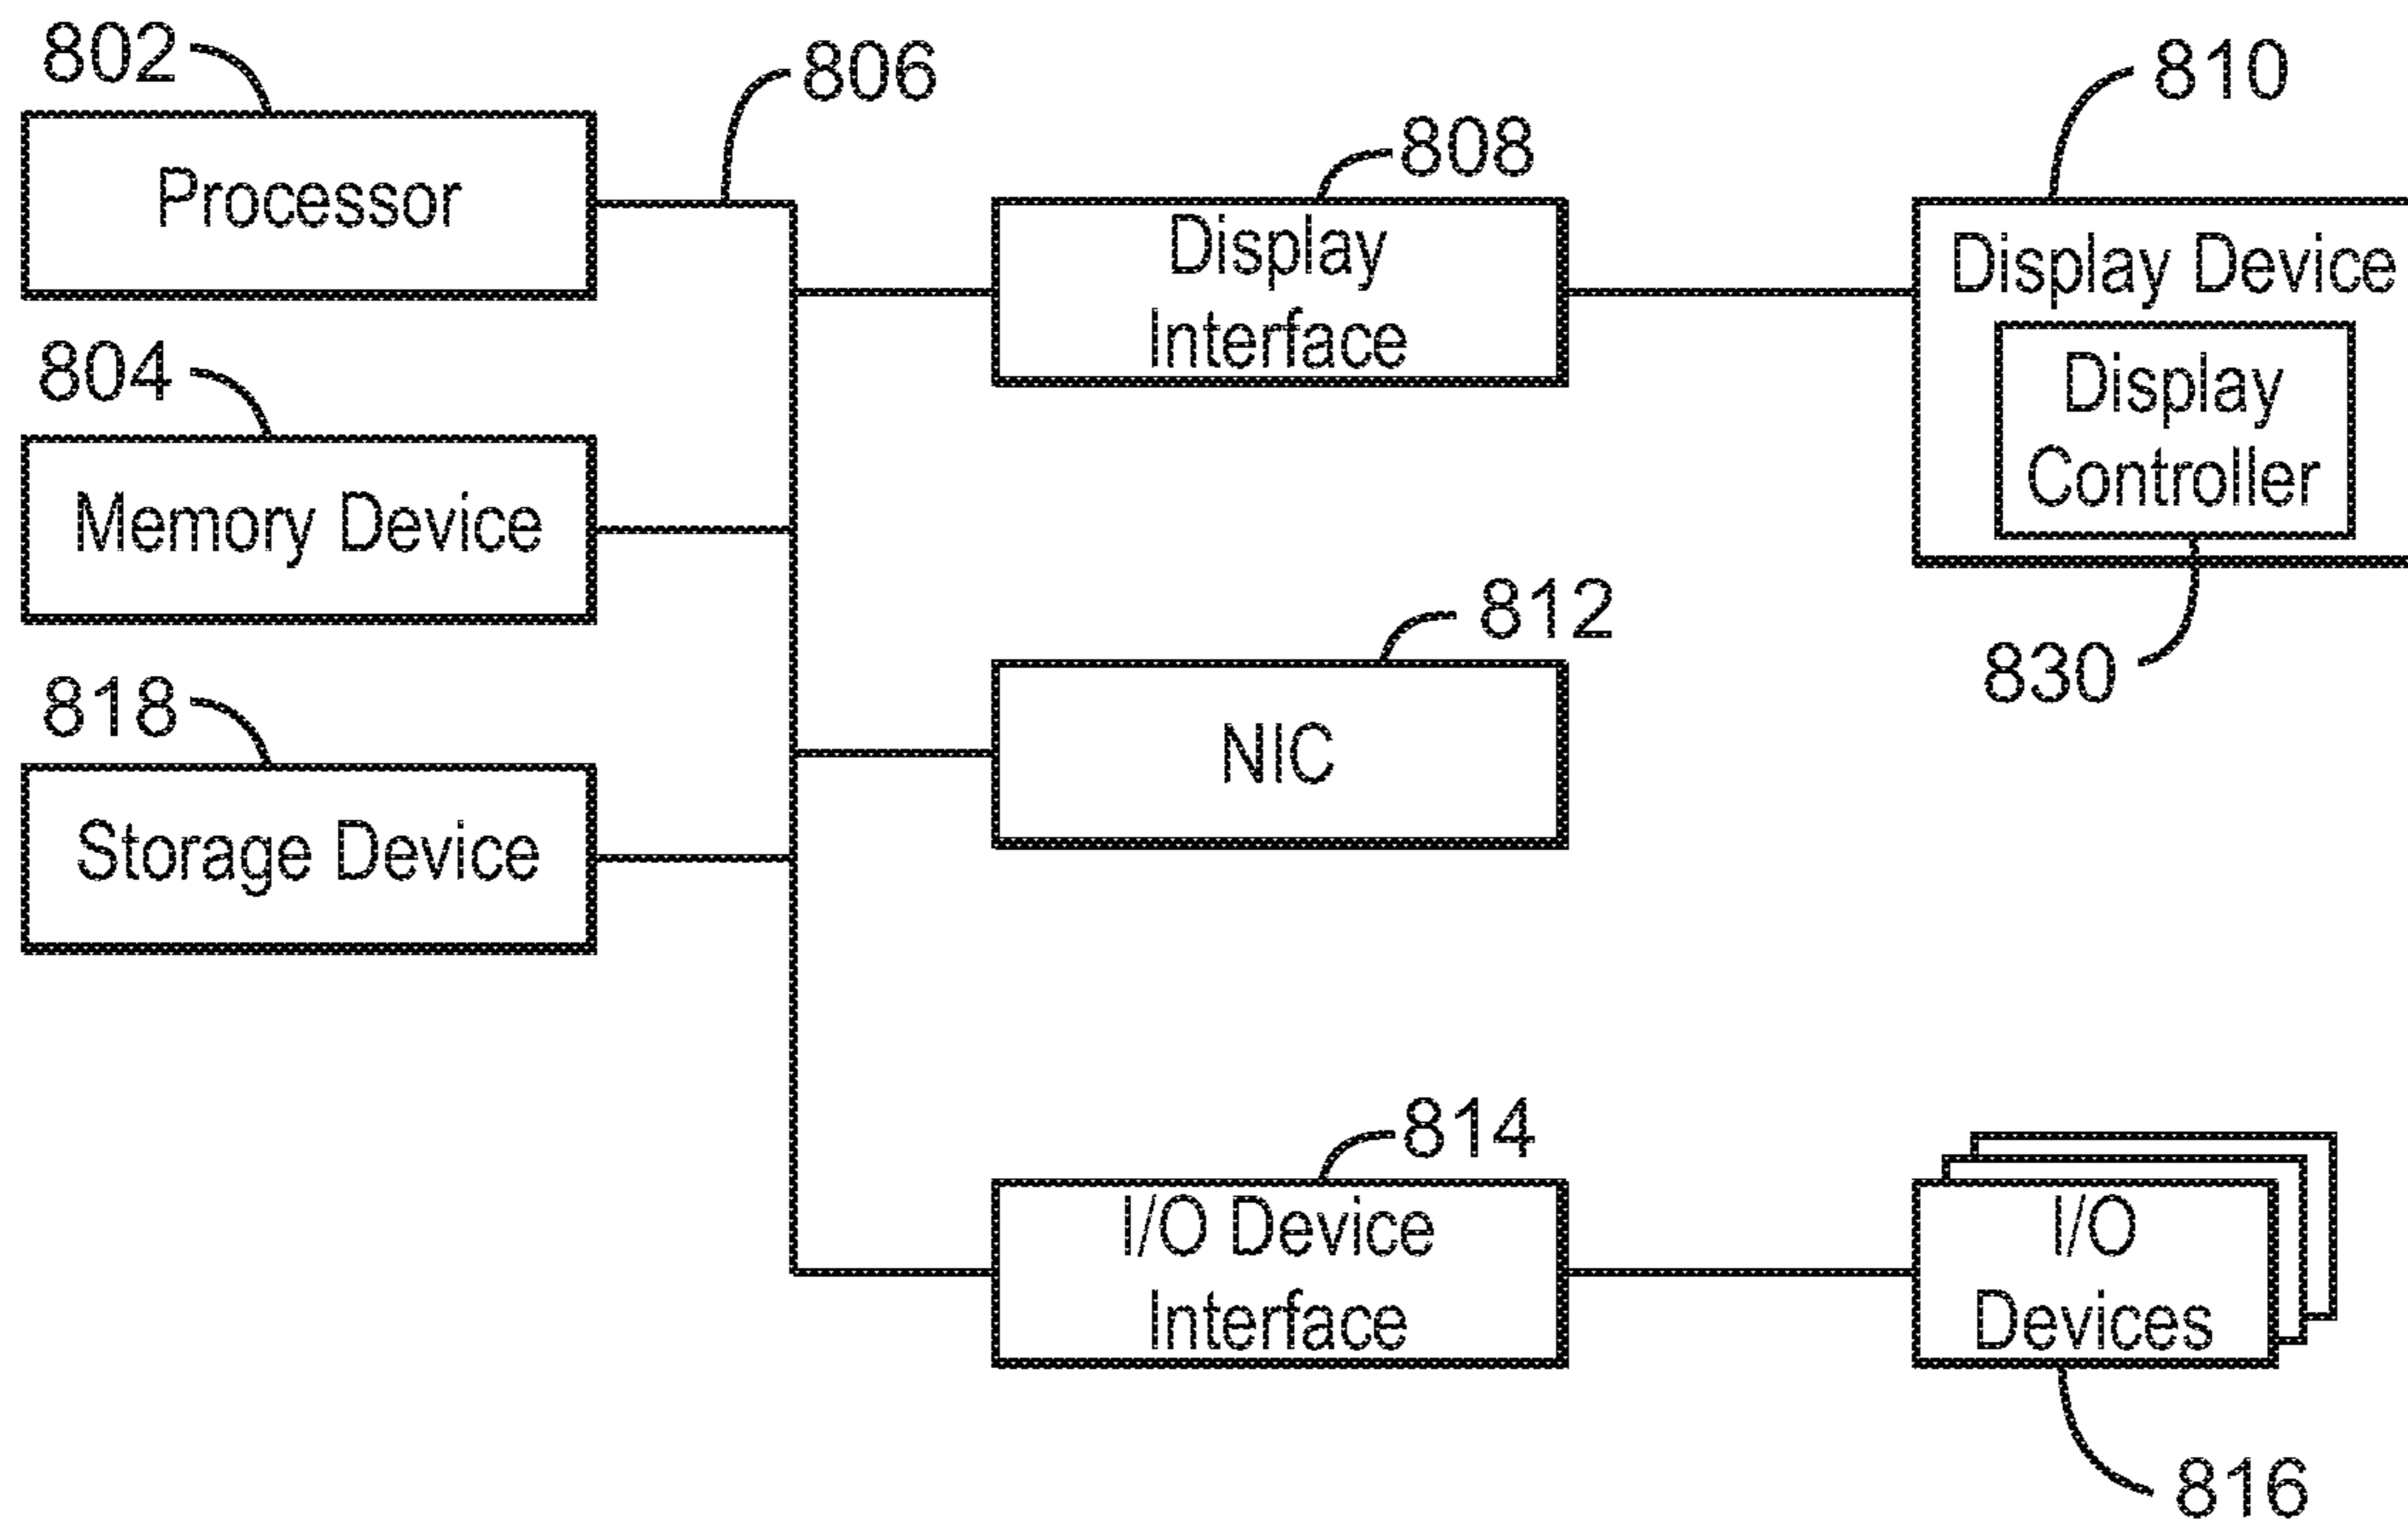 802
806
810
808
Processor
Display
Interface
Display Device
Display
Controller
804
Memory Device
812
830
818
NIC
Storage Device
814
I/O Device
Interface
I/O
Devices
816